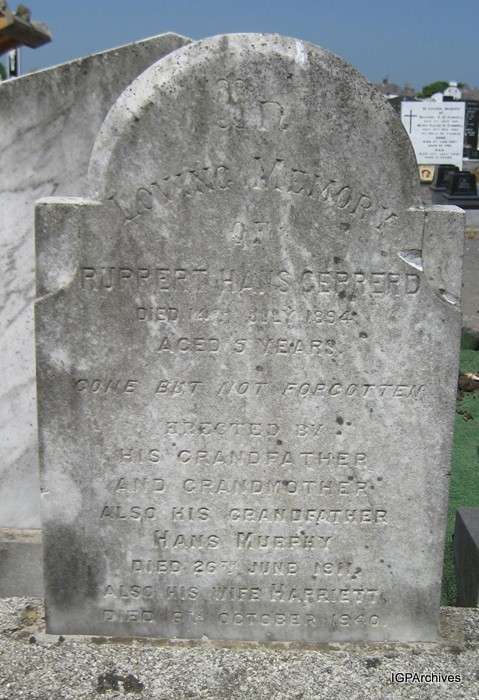 IN
LOVING MEMORY
OF
RUPPERT HANS GEPPERD
DIED 14TH JULY 1894
AGED 5 YEARS.
GONE BUT NOT FORGOTTEN
ERECTED BY
HIS GRANDFATHER
AND GRANDMOTHER
ALSO HIS GRANDFATHER
HANS MURPHY
DIED 26TH JUNE 1911.
ALSO HIS WIFE HARRIETT
DIED 6TH OCTOBER 1940.
IGPArchives